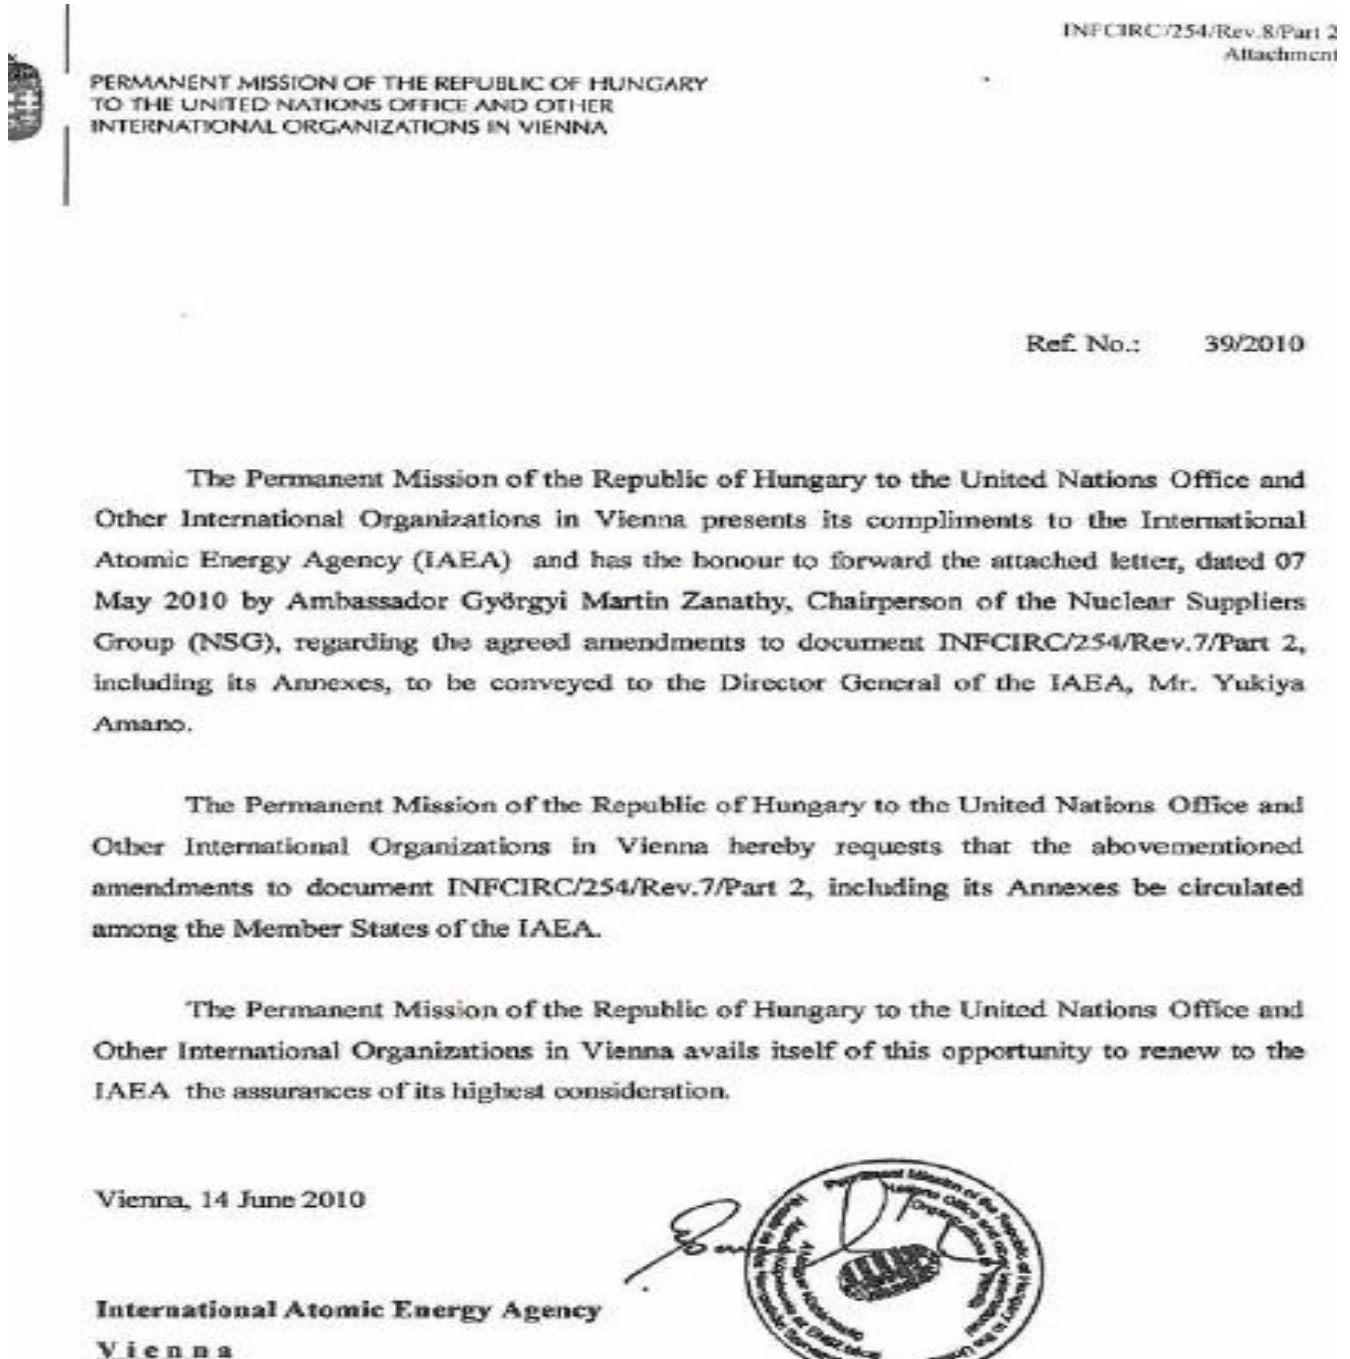 INFCIRC/254/Rev.8/Part 2
Attachment
PERMANENT MISSION OF THE REPUBLIC OF HUNGARY
TO THE UNITED NATIONS OFFICE AND OTHER
INTERNATIONAL ORGANIZATIONS IN VIENNA
Ref. No.: 39/2010
The Permanent Mission of the Republic of Hungary to the United Nations Office and
Other International Organizations in Vienna presents its compliments to the International
Atomic Energy Agency (IAEA) and has the honour to forward the attached letter, dated 07
May 2010 by Ambassador Györgyi Martin Zanathy, Chairperson of the Nuclear Suppliers
Group (NSG), regarding the agreed amendments to document INFCIRC/254/Rev.7/Part 2,
including its Annexes, to be conveyed to the Director General of the IAEA, Mr. Yukiya
Amano.
The Permanent Mission of the Republic of Hungary to the United Nations Office and
Other International Organizations in Vienna hereby requests that the abovementioned
amendments to document INFCIRC/254/Rev.7/Part 2, including its Annexes be circulated
among the Member States of the IAEA.
The Permanent Mission of the Republic of Hungary to the United Nations Office and
Other International Organizations in Vienna avails itself of this opportunity to renew to the
IAEA the assurances of its highest consideration.
Vienna, 14 June 2010
Permanent Mission of the Republic of Hungary to the
International Atomic Energy Agency
Vienna